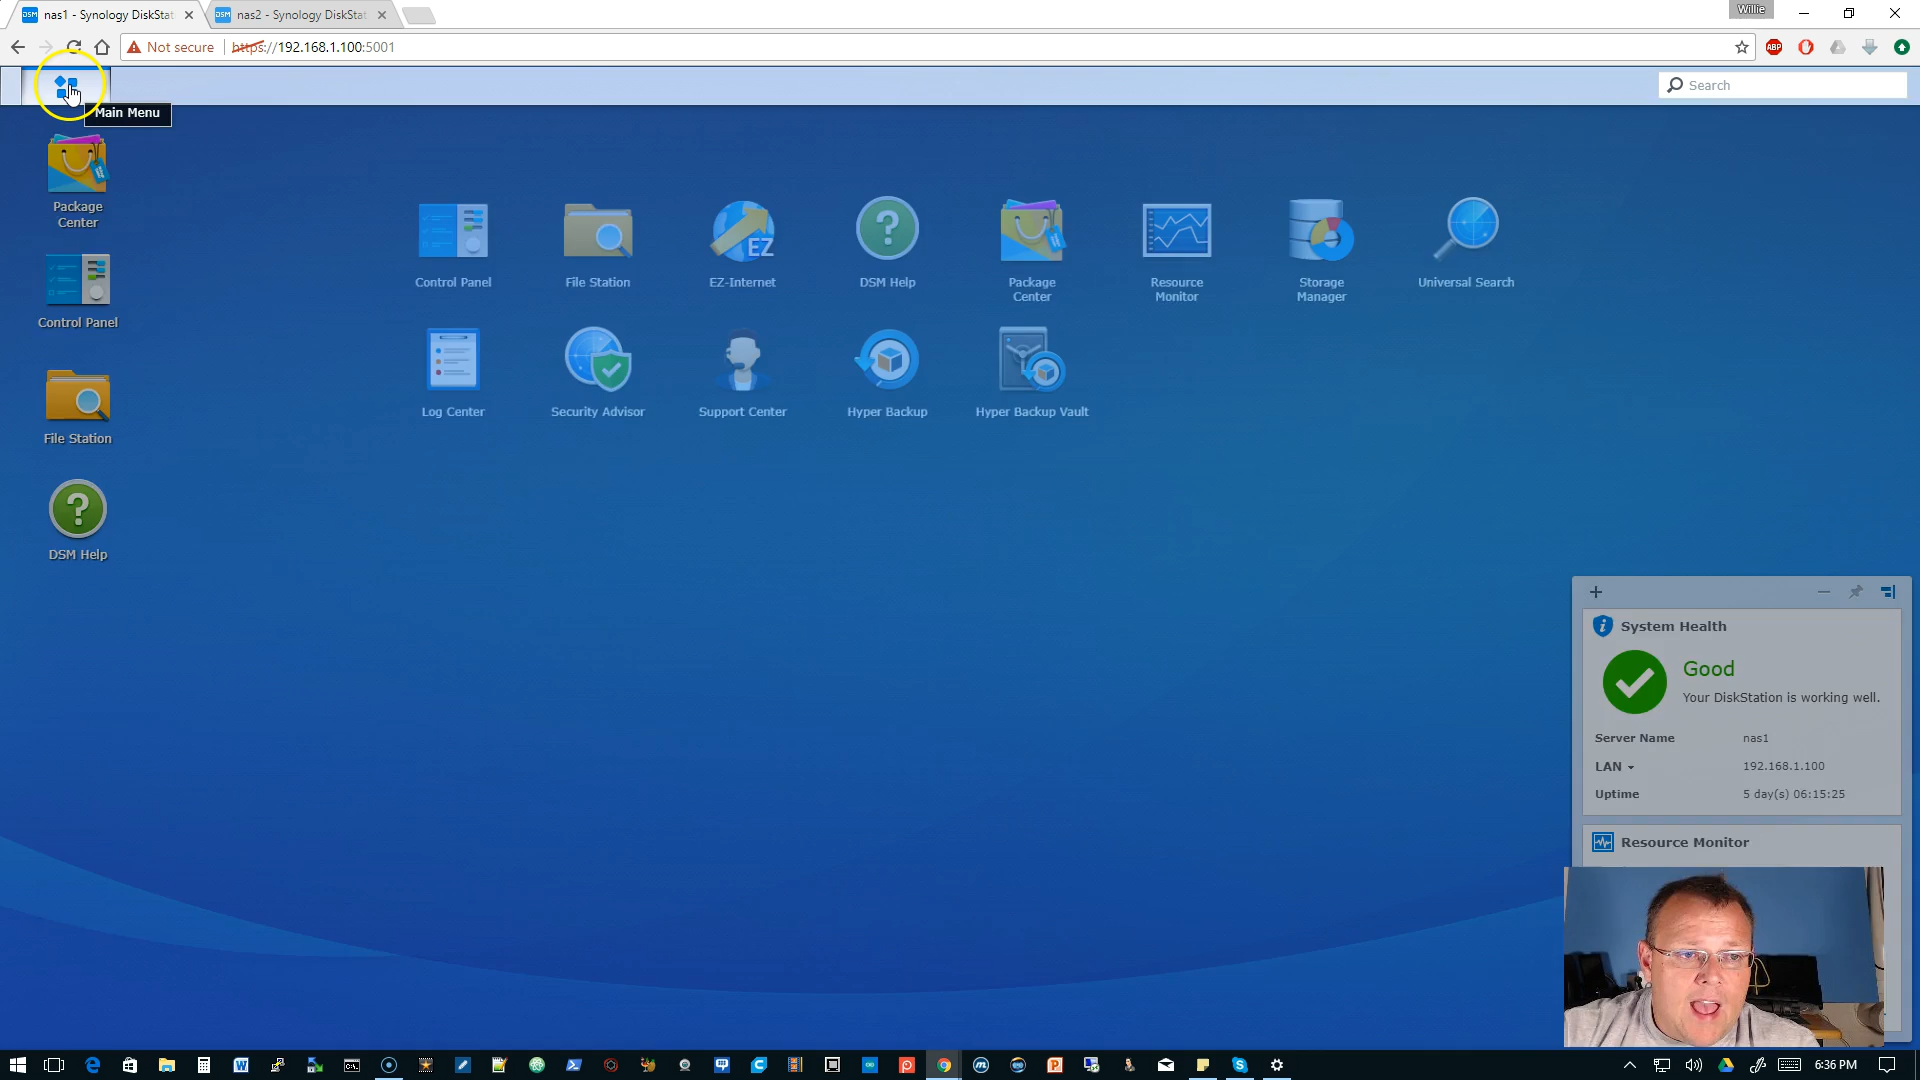 nas1 - Synology DiskStat
nas2 - Synology DiskStat
Willie
Not secure
https://192.168.1.100:5001
ABP
Search
Main Menu
Package
Center
Control Panel
File Station
DSM Help
Control Panel
File Station
EZ
EZ-Internet
DSM Help
Package
Center
Resource
Monitor
Storage
Manager
Universal Search
Log Center
Security Advisor
Support Center
Hyper Backup
Hyper Backup Vault
System Health
Good
Your DiskStation is working well.
Server Name nas1
LAN 192.168.1.100
Uptime 5 day(s) 06:15:25
Resource Monitor
6:36 PM